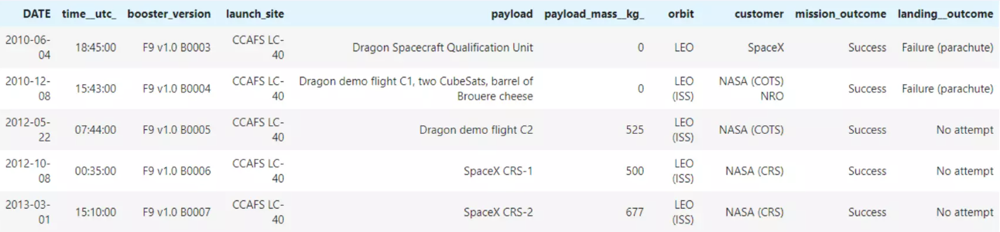 DATE time__utc_ booster_version launch_site payload payload_mass__kg_ orbit customer mission_outcome landing__outcome
2010-06-
04
18:45:00
F9 v1.0 B0003
CCAFS LC-
40
Dragon Spacecraft Qualification Unit
0
LEO
SpaceX
Success
Failure (parachute)
2010-12-
08
15:43:00
F9 v1.0 B0004
CCAFS LC-
40
Dragon demo flight C1, two CubeSats, barrel of
Brouere cheese
0
LEO
(ISS)
NASA (COTS)
NRO
Success
Failure (parachute)
2012-05-
22
07:44:00
F9 v1.0 B0005
CCAFS LC-
40
Dragon demo flight C2
525
LEO
(ISS)
NASA (COTS)
Success
No attempt
2012-10-
08
00:35:00
F9 v1.0 B0006
CCAFS LC-
40
SpaceX CRS-1
500
LEO
(ISS)
NASA (CRS)
Success
No attempt
2013-03-
01
15:10:00
F9 v1.0 B0007
CCAFS LC-
40
SpaceX CRS-2
677
LEO
(ISS)
NASA (CRS)
Success
No attempt